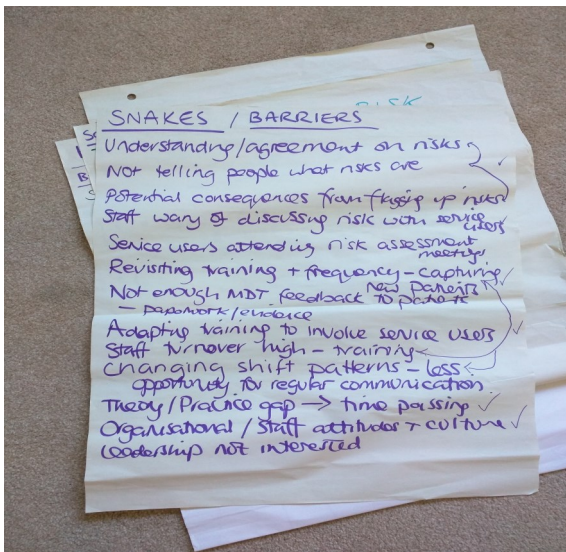 RISK
SNAKES / BARRIERS
Understanding/agreement on risks
Not telling people what risks are
Potential consequences from flagging up risks
Staff wary of discussing risk with service users
Service users attending risk assessment meetings
Revisiting training + frequency - capturing new patients
Not enough MDT feedback to patients
- paperwork/evidence
Adapting training to involve service users
Staff turnover high - training
Changing shift patterns - less
opportunity for regular communication
Theory/Practice gap → time passing ✓
Organisational / Staff attitudes + culture ✓
Leadership not interested